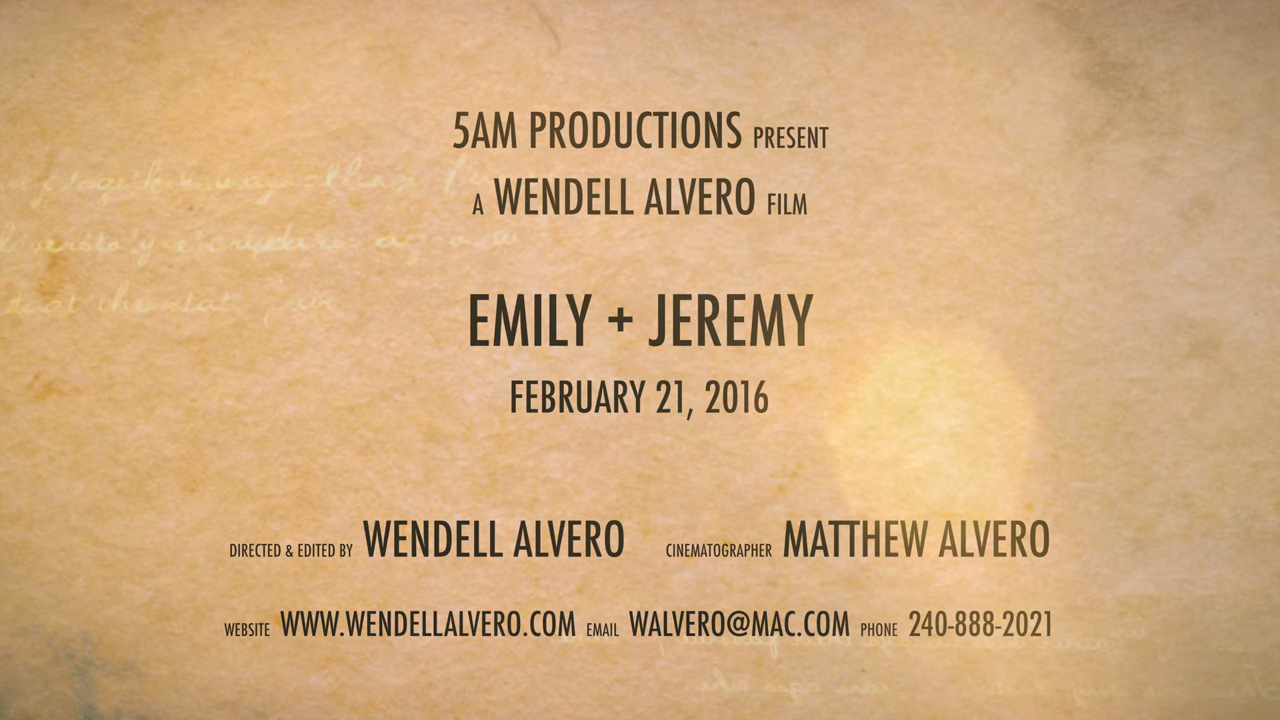 5AM PRODUCTIONS PRESENT
A WENDELL ALVERO FILM
EMILY + JEREMY
FEBRUARY 21, 2016
DIRECTED & EDITED BY WENDELL ALVERO CINEMATOGRAPHER MATTHEW ALVERO
WEBSITE WWW.WENDELLALVERO.COM EMAIL WALVERO@MAC.COM PHONE 240-888-2021